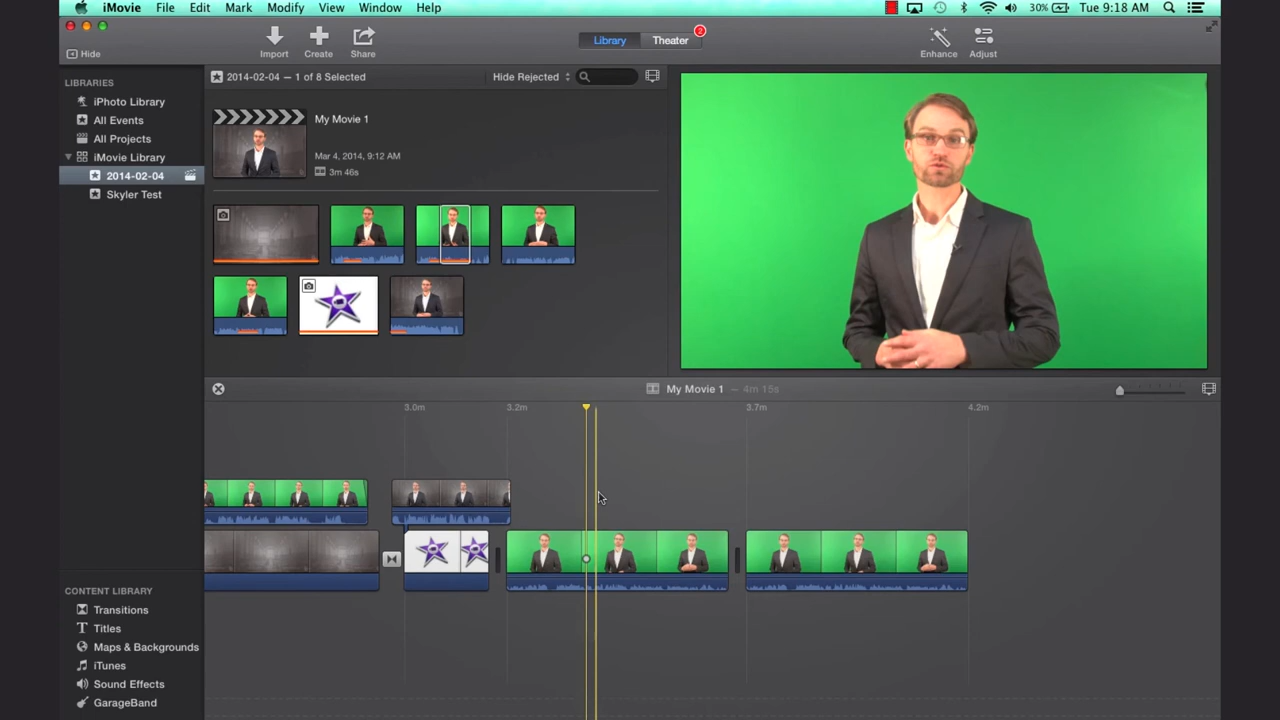 iMovie File Edit Mark Modify View Window Help 30% Tue 9:18 AM
Hide Import Create Share Library Theater 2 Enhance Adjust
LIBRARIES
iPhoto Library
All Events
All Projects
iMovie Library
2014-02-04
Skyler Test
2014-02-04 — 1 of 8 Selected Hide Rejected
My Movie 1
Mar 4, 2014, 9:12 AM
3m 46s
My Movie 1 — 4m 15s
3.0m 3.2m 3.7m 4.2m
CONTENT LIBRARY
Transitions
T Titles
Maps & Backgrounds
iTunes
Sound Effects
GarageBand